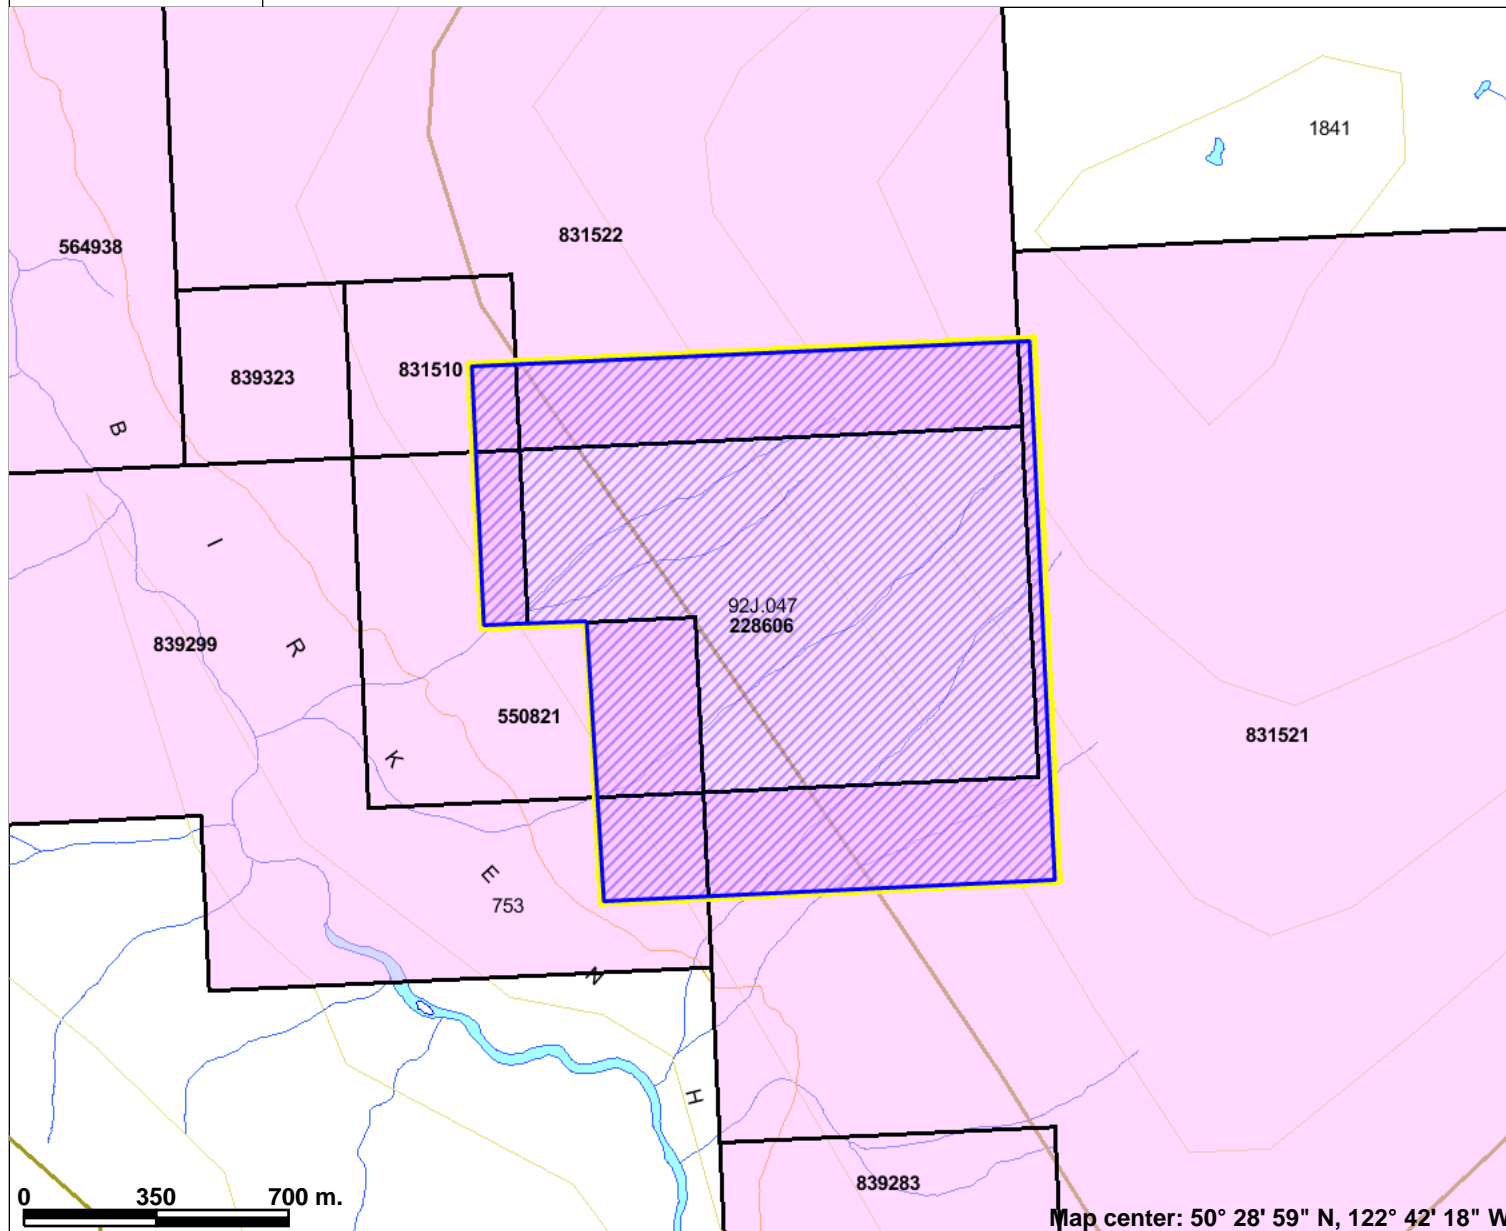 1841
831522
564938
831510
839323
B
I
92J.047
228606
R
839299
550821
831521
K
E
753
N
H
839283
0 350 700 m.
Map center: 50° 28' 59" N, 122° 42' 18" W